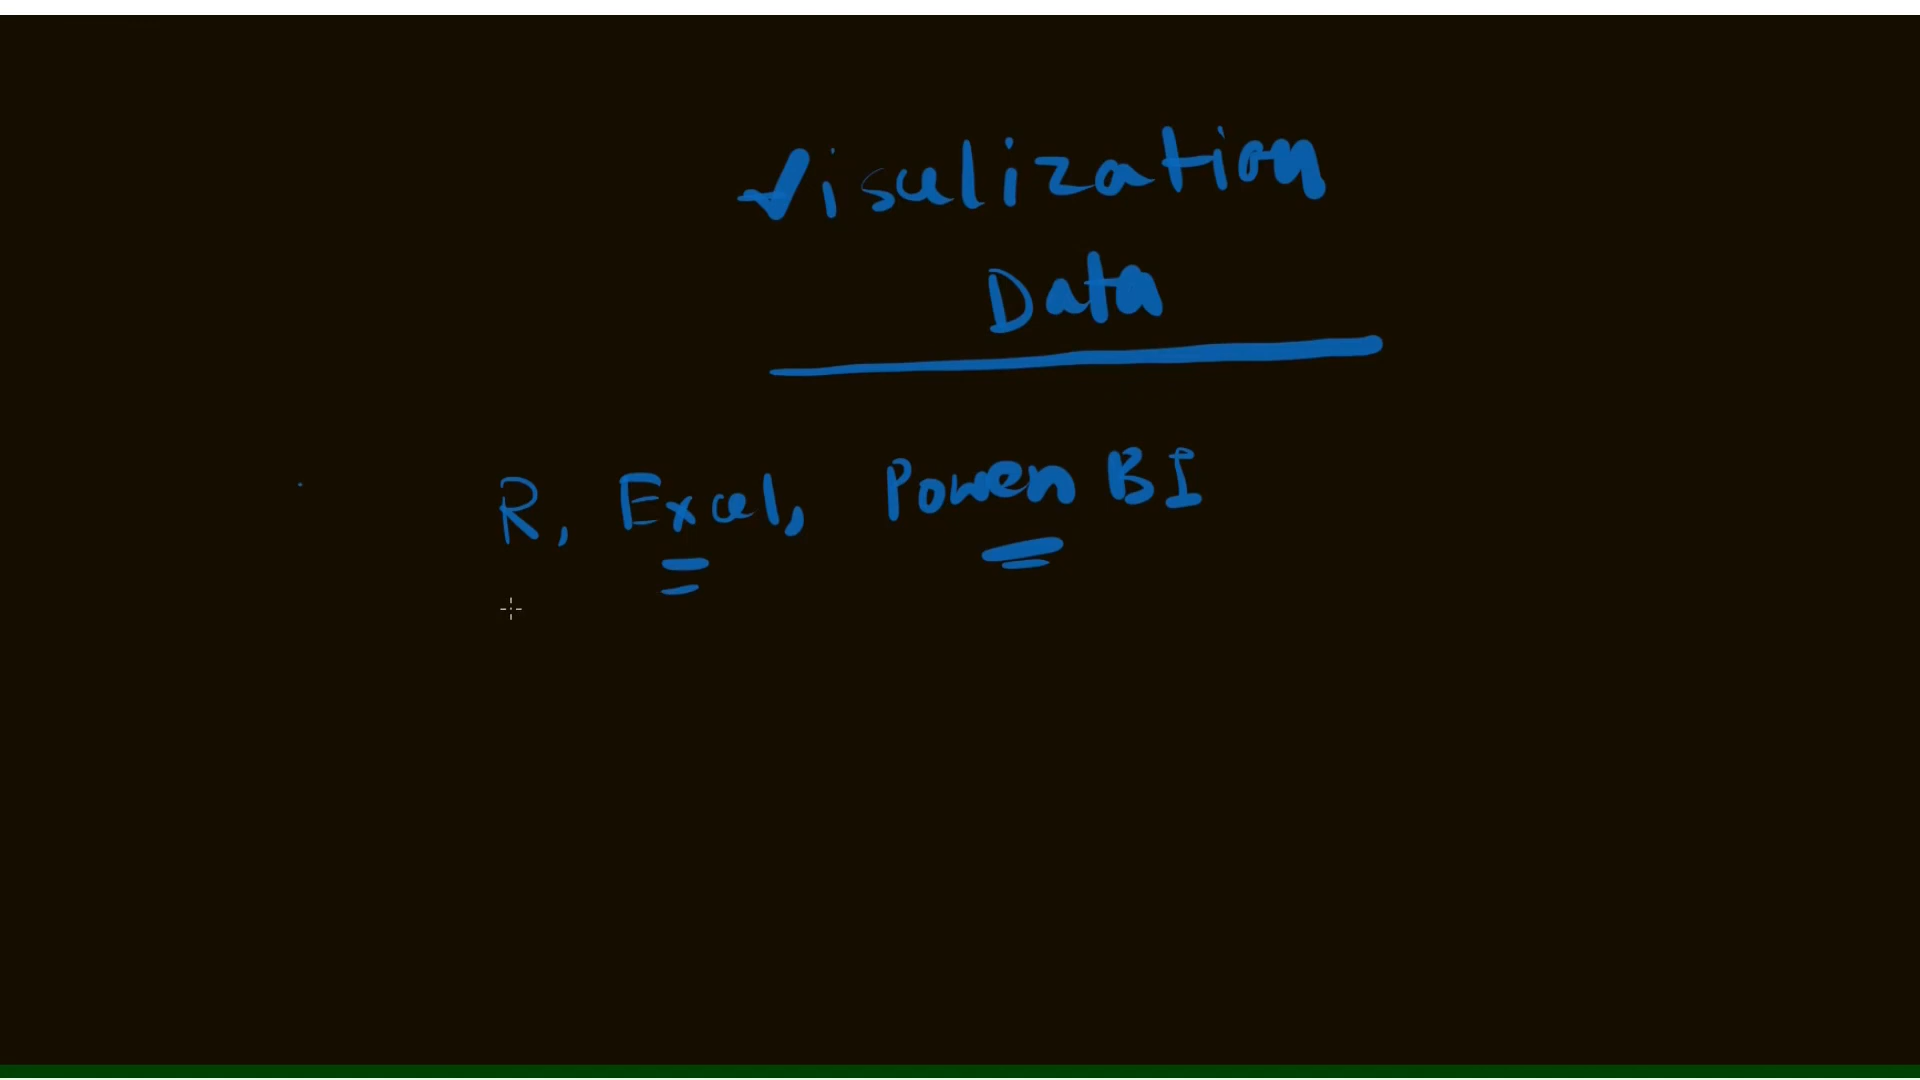 Visulization
Data
R, Excel, Power BI